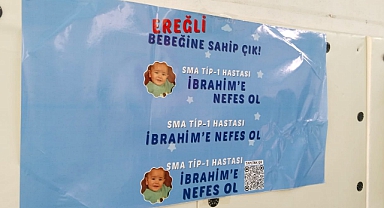 EREĞLİ
BEBEĞİNE SAHİP ÇIK!
SMA TİP-1 HASTASI
İBRAHİM'E
NEFES OL
SMA TİP-1 HASTASI
İBRAHİM'E NEFES OL
SMA TİP-1 HASTASI
İBRAHİM'E
NEFES OL